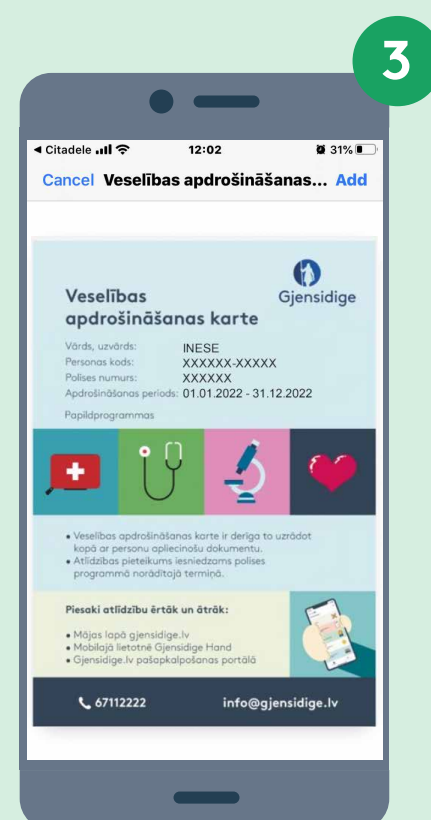 3
Citadele 12:02 31%
Cancel Veselības apdrošināšanas... Add
Gjensidige
Veselības
apdrošināšanas karte
Vārds, uzvārds: INESE
Personas kods: XXXXXX-XXXXX
Polises numurs: XXXXXX
Apdrošināšanas periods: 01.01.2022 - 31.12.2022
Papildprogrammas
• Veselības apdrošināšanas karte ir derīga to uzrādot
kopā ar personu apliecinošu dokumentu.
• Atlīdzības pieteikums iesniedzams polises
programmā norādītajā termiņā.
Piesaki atlīdzību ērtāk un ātrāk:
• Mājas lapā gjensidige.lv
• Mobilajā lietotnē Gjensidige Hand
• Gjensidige.lv pašapkalpošanas portālā
67112222 info@gjensidige.lv